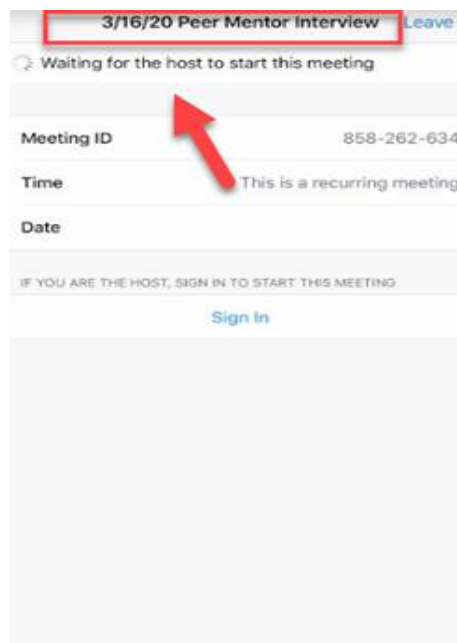 3/16/20 Peer Mentor Interview Leave
Waiting for the host to start this meeting
Meeting ID 858-262-634
Time This is a recurring meeting
Date
IF YOU ARE THE HOST, SIGN IN TO START THIS MEETING
Sign In